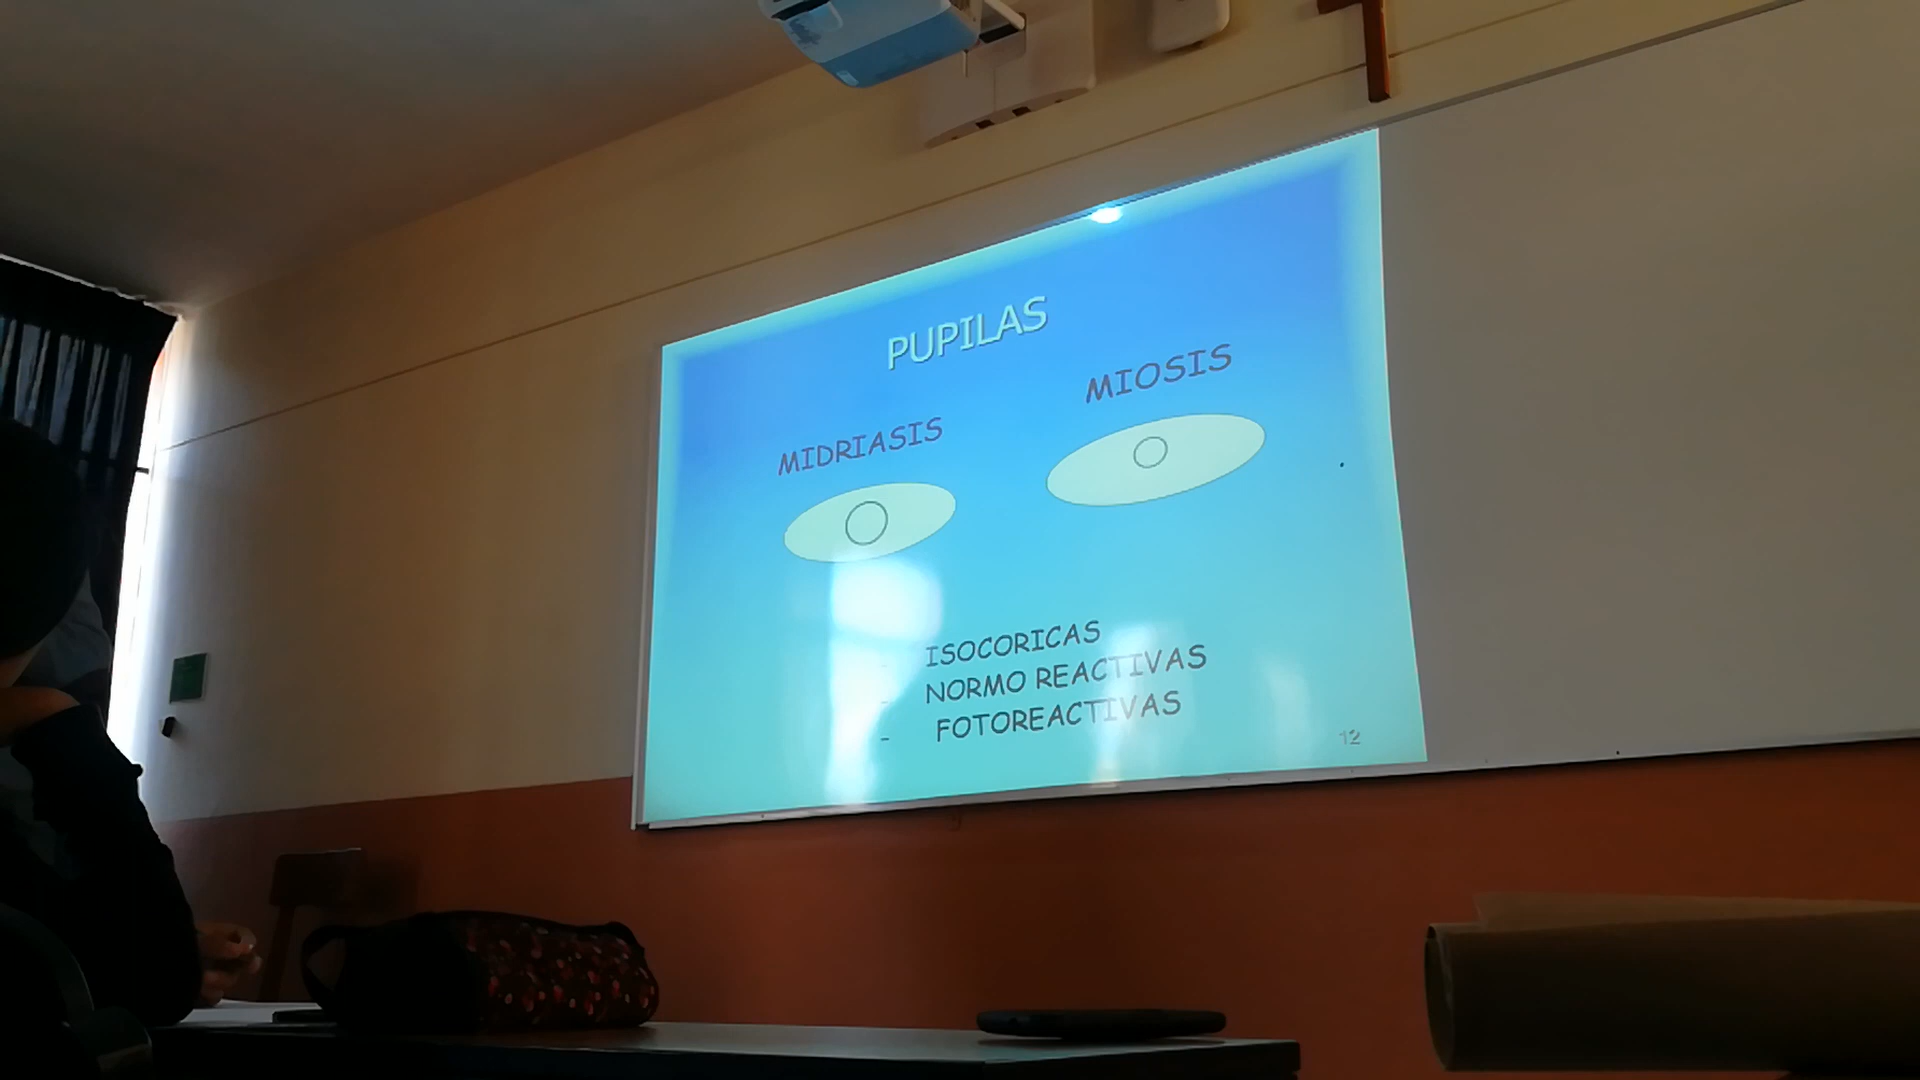 PUPILAS
MIDRIASIS
MIOSIS
- ISOCORICAS
- NORMO REACTIVAS
- FOTOREACTIVAS
12